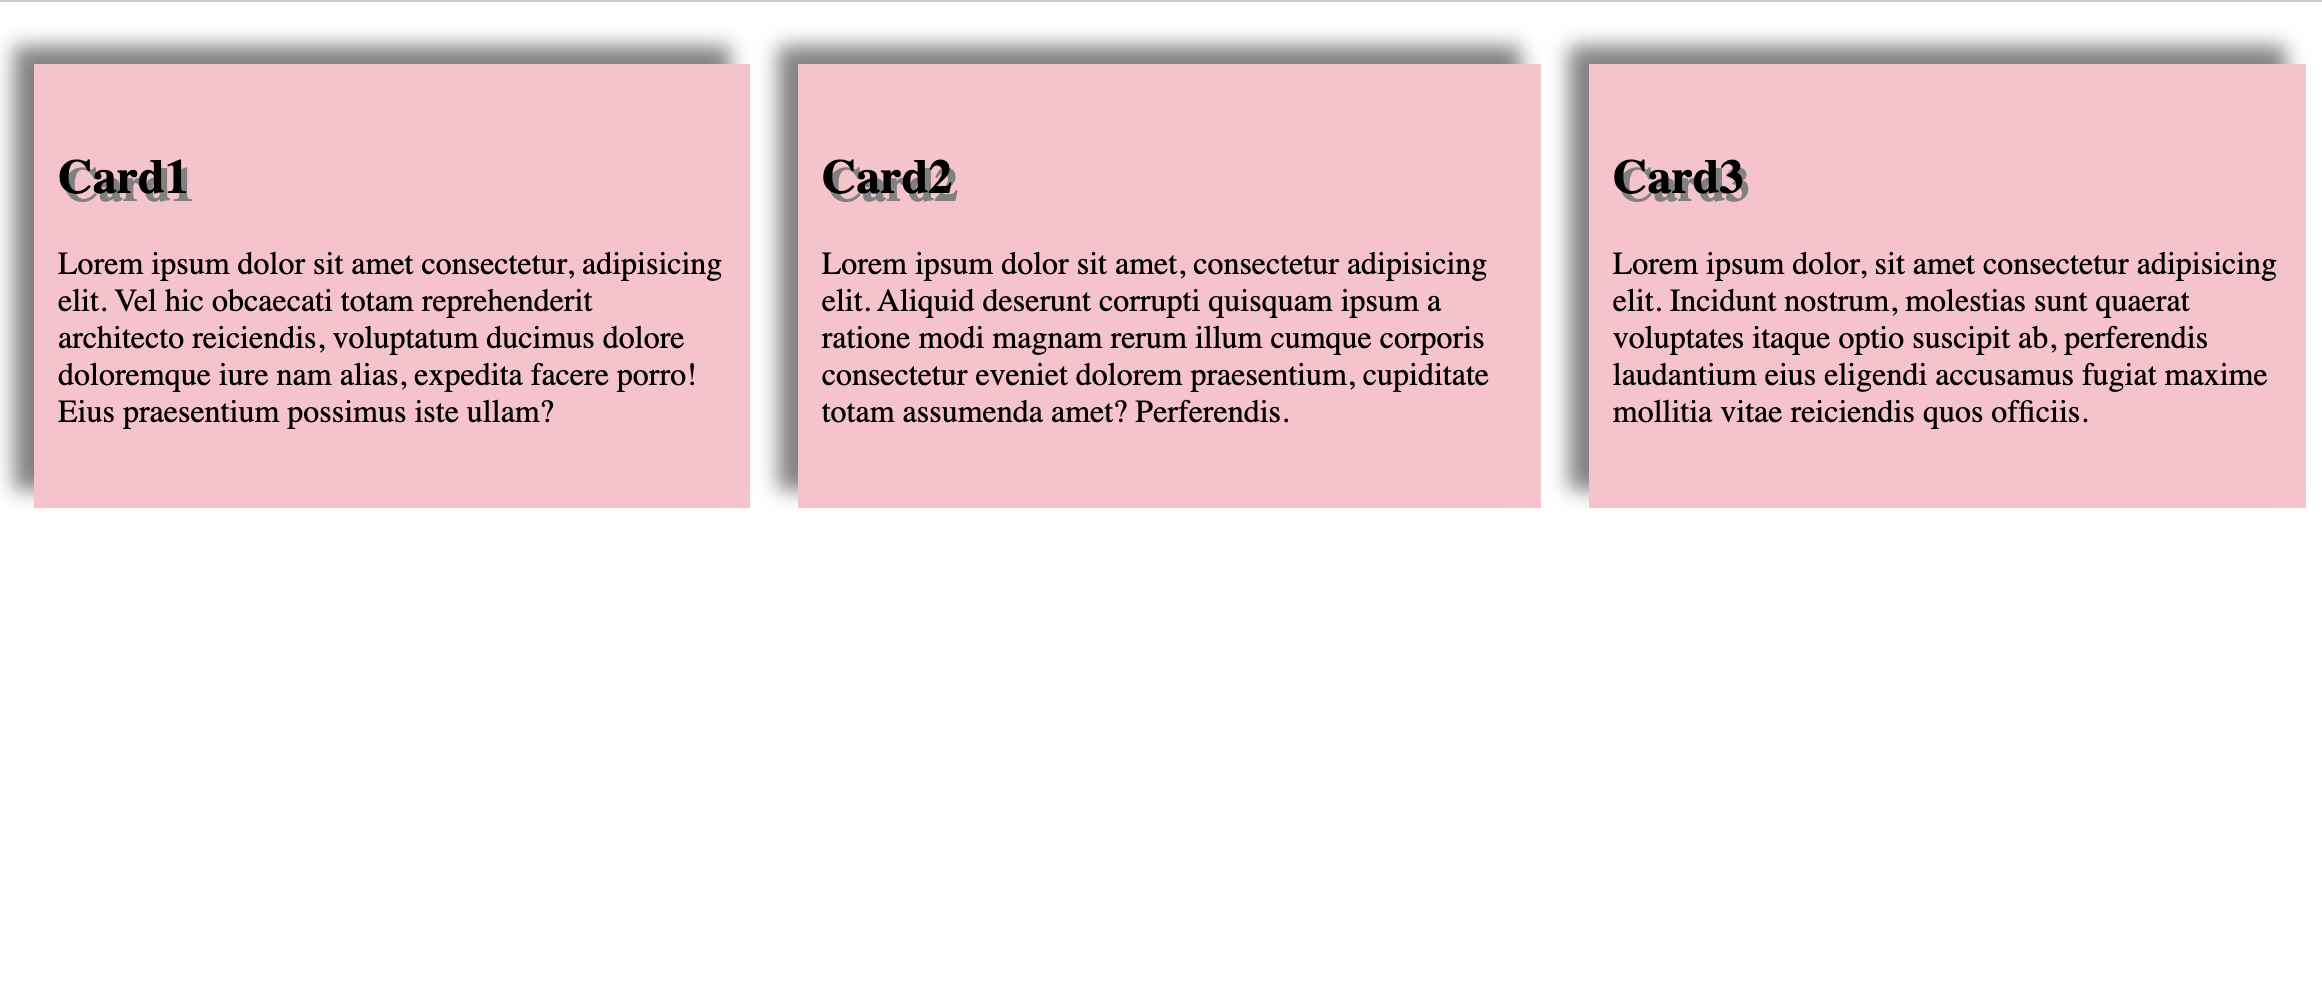 Card1
Lorem ipsum dolor sit amet consectetur, adipisicing
elit. Vel hic obcaecati totam reprehenderit
architecto reiciendis, voluptatum ducimus dolore
doloremque iure nam alias, expedita facere porro!
Eius praesentium possimus iste ullam?
Card2
Lorem ipsum dolor sit amet, consectetur adipisicing
elit. Aliquid deserunt corrupti quisquam ipsum a
ratione modi magnam rerum illum cumque corporis
consectetur eveniet dolorem praesentium, cupiditate
totam assumenda amet? Perferendis.
Card3
Lorem ipsum dolor, sit amet consectetur adipisicing
elit. Incidunt nostrum, molestias sunt quaerat
voluptates itaque optio suscipit ab, perferendis
laudantium eius eligendi accusamus fugiat maxime
mollitia vitae reiciendis quos officiis.